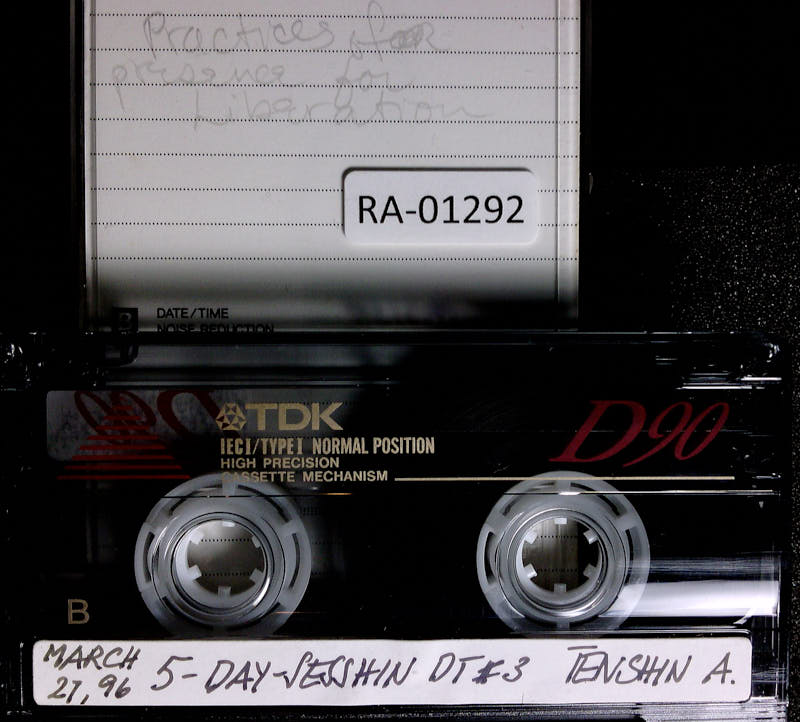 Practices for
presence for
Liberation
RA-01292
B
DATE/TIME
NOISE REDUCTION
TDK
D90
IECI/TYPE I NORMAL POSITION
HIGH PRECISION
CASSETTE MECHANISM
B
MARCH 5-DAY-SESSHIN DT#3 TENSHIN A.
27, 96